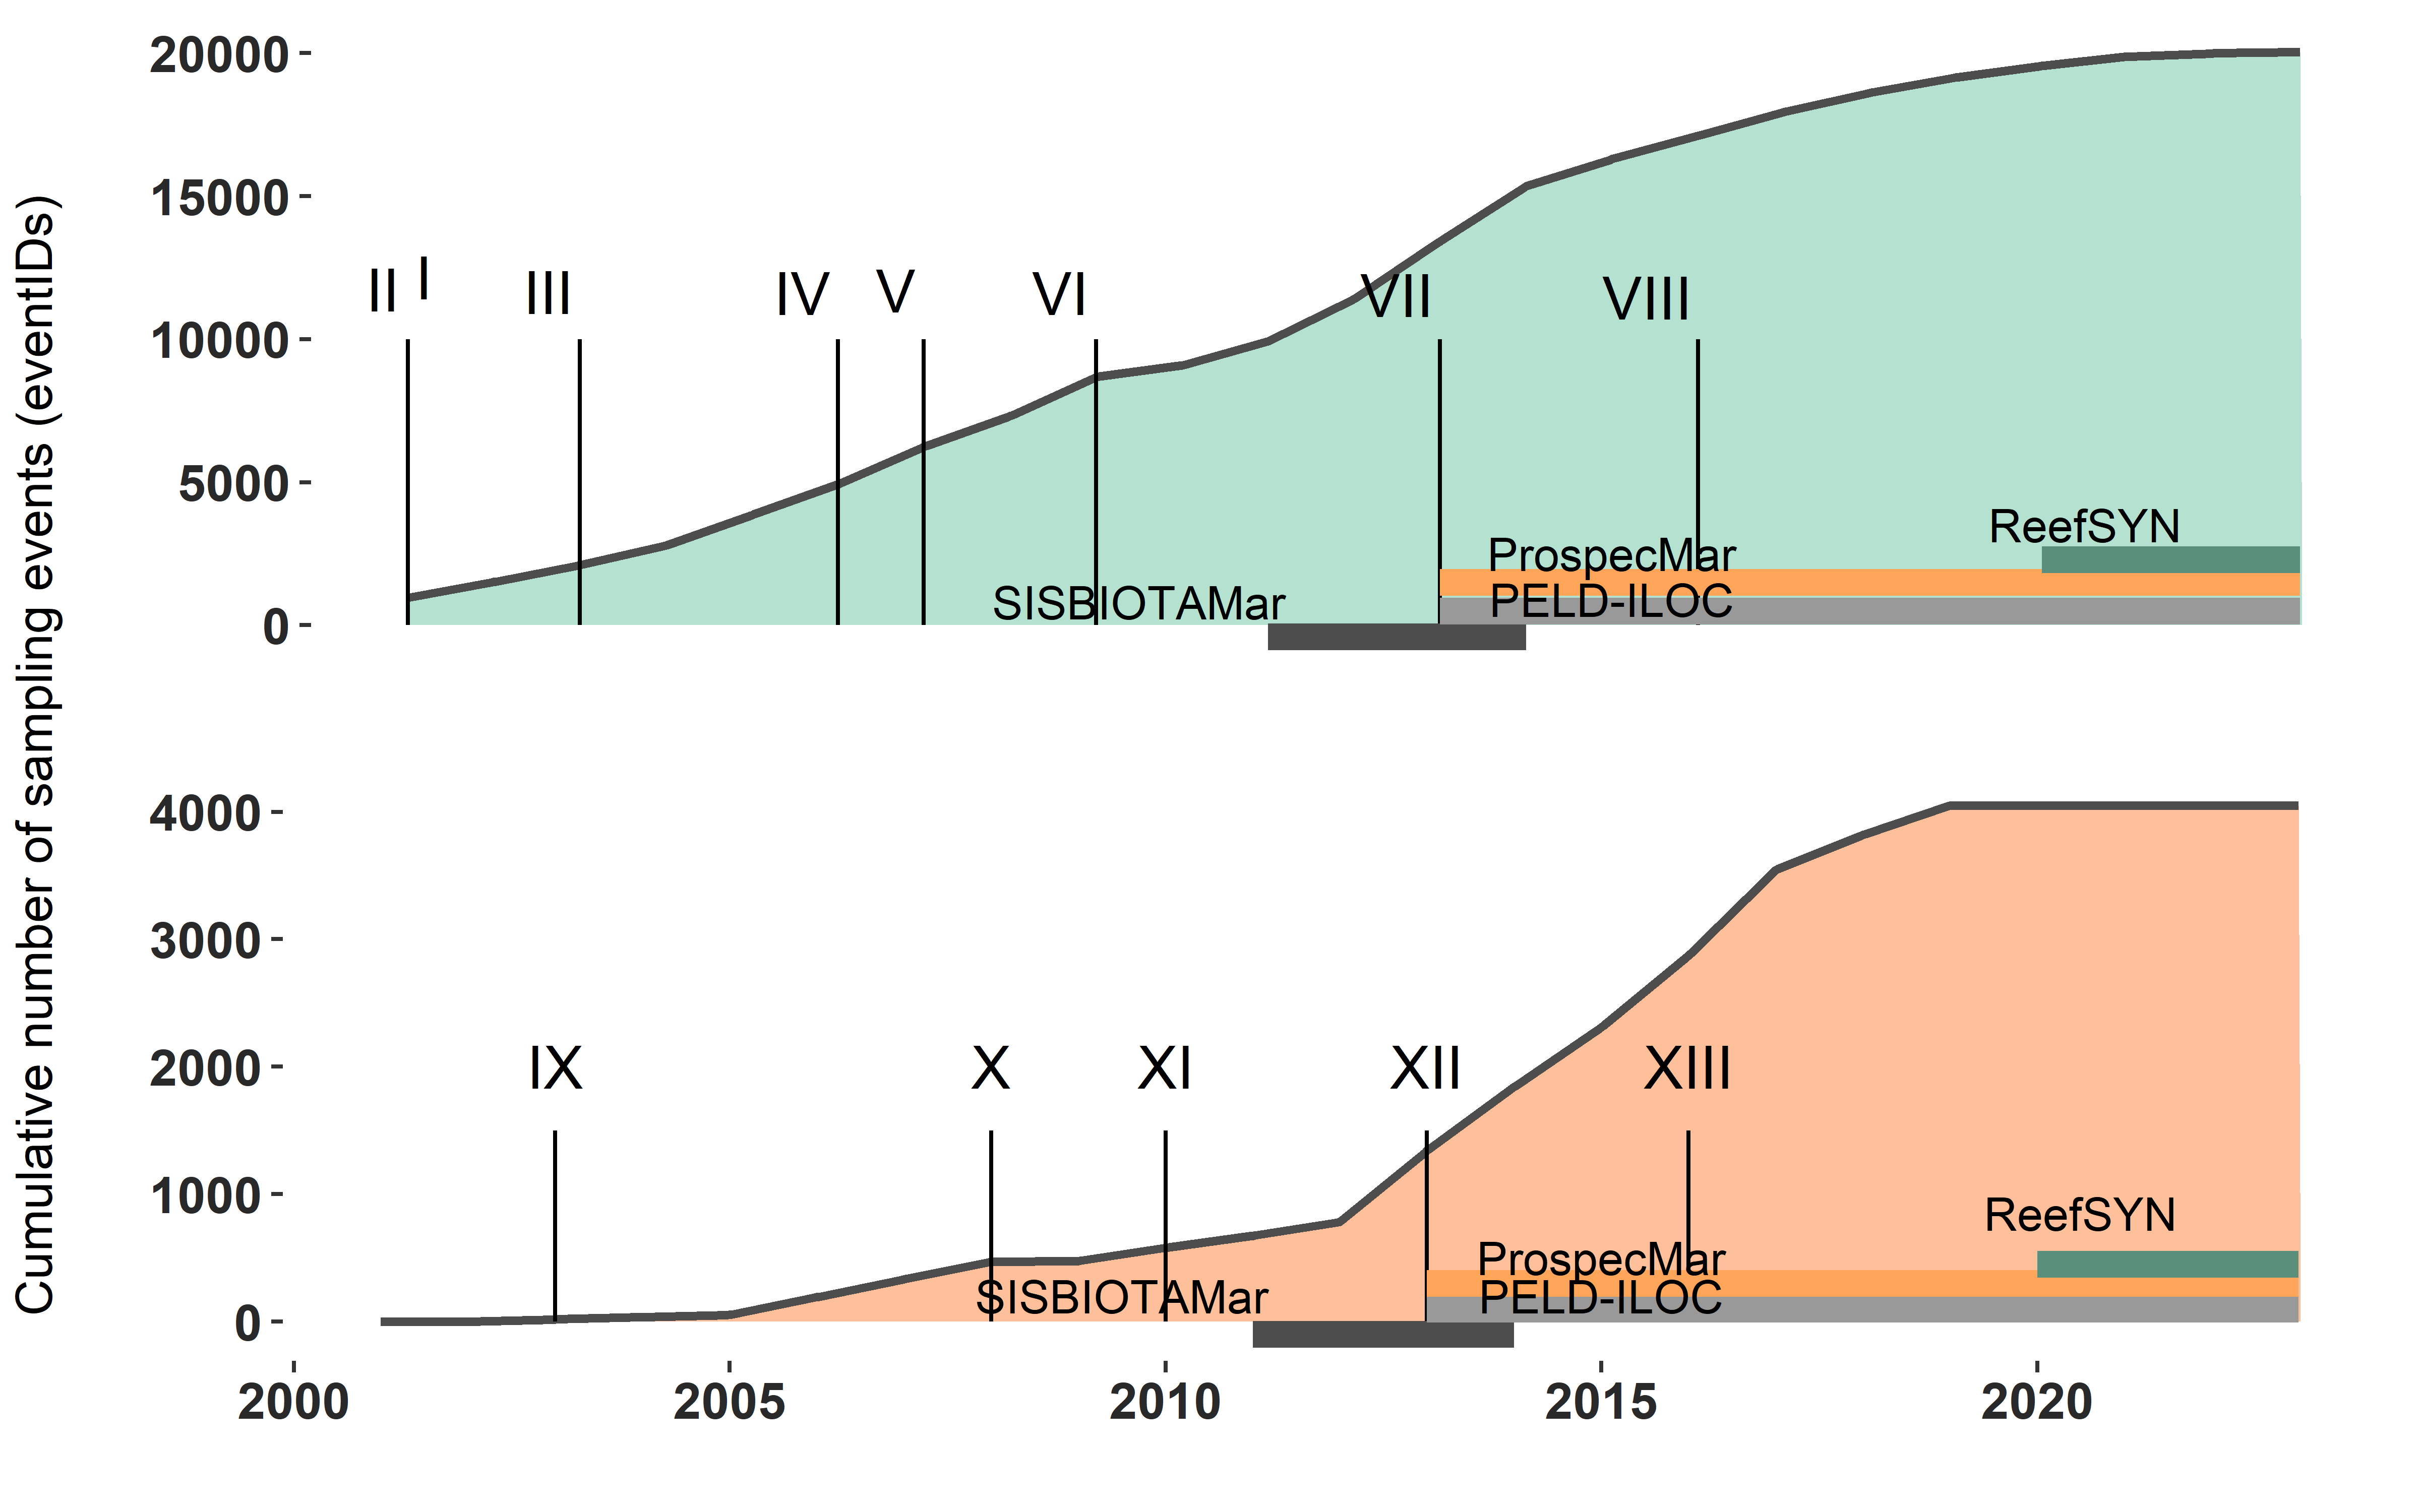 Cumulative number of sampling events (eventIDs)
20000
15000
10000
5000
0
II
I
III
IV
V
VI
VII
VIII
ReefSYN
ProspecMar
PELD-ILOC
SISBIOTAMar
4000
3000
2000
1000
0
IX
X
XI
XII
XIII
ReefSYN
ProspecMar
PELD-ILOC
SISBIOTAMar
2000
2005
2010
2015
2020